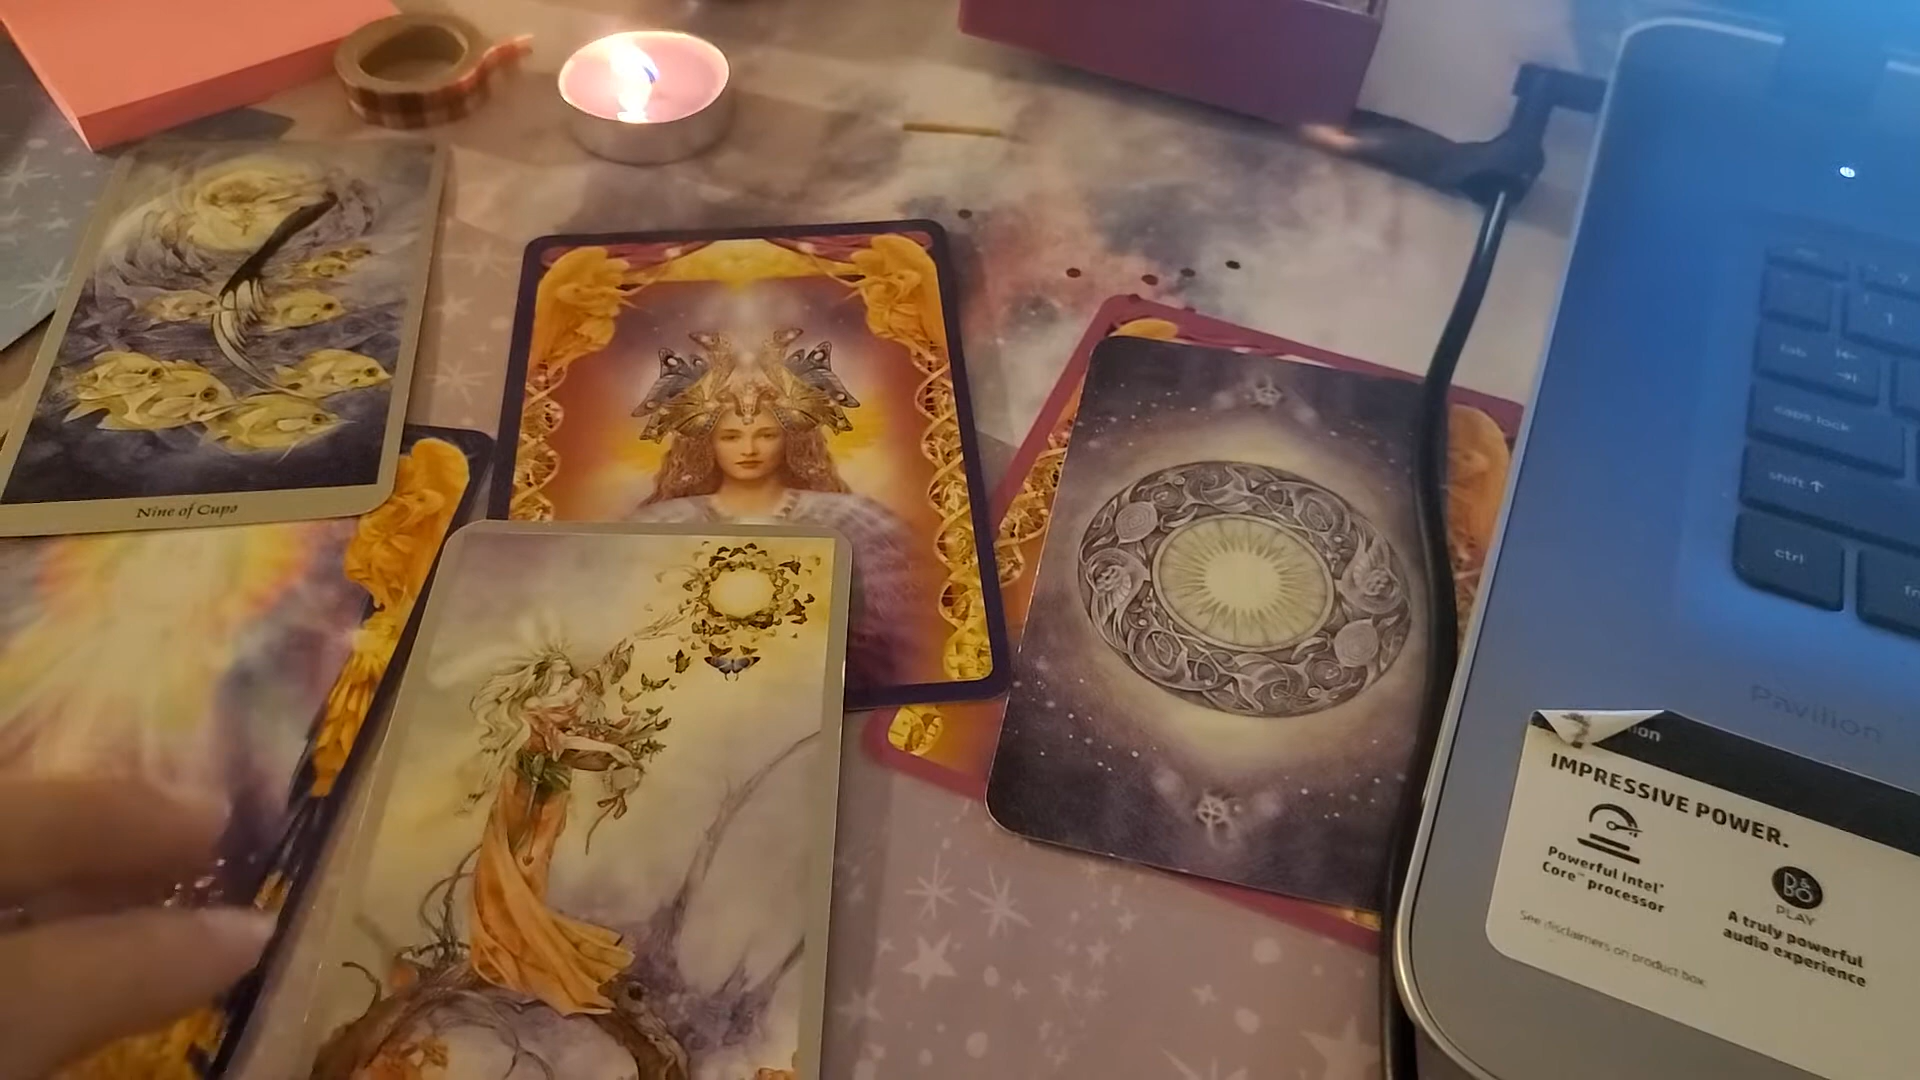 Nine of Cups
1
tab
caps lock
shift
ctrl
Pavilion
IMPRESSIVE POWER.
Powerful Intel®
Core™ processor
See disclaimers on product box
B&O
PLAY
A truly powerful
audio experience